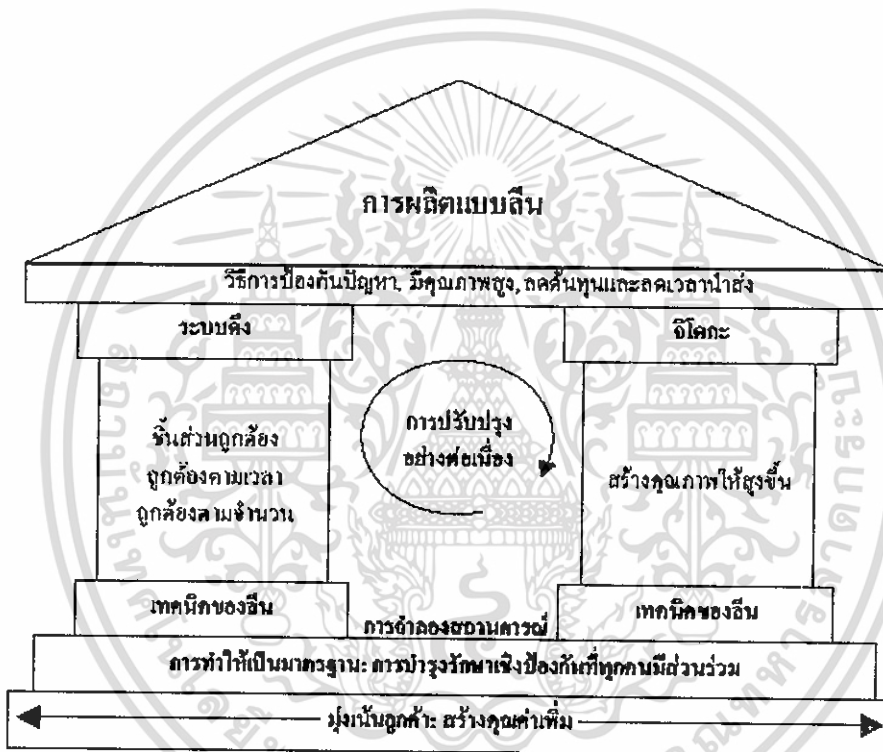 การผลิตแบบลีน
วิธีการป้องกันปัญหา, มีคุณภาพสูง, ลดต้นทุนและลดเวลานำส่ง
ระบบดึง
จิโดกะ
ชิ้นส่วนถูกต้อง
ถูกต้องตามเวลา
ถูกต้องตามจำนวน
การปรับปรุง
อย่างต่อเนื่อง
สร้างคุณภาพให้สูงขึ้น
เทคนิคของลีน
เทคนิคของลีน
การจำลองสถานการณ์
การทำให้เป็นมาตรฐาน: การบำรุงรักษาเชิงป้องกันที่ทุกคนมีส่วนร่วม
มุ่งเน้นลูกค้า: สร้างคุณค่าเพิ่ม